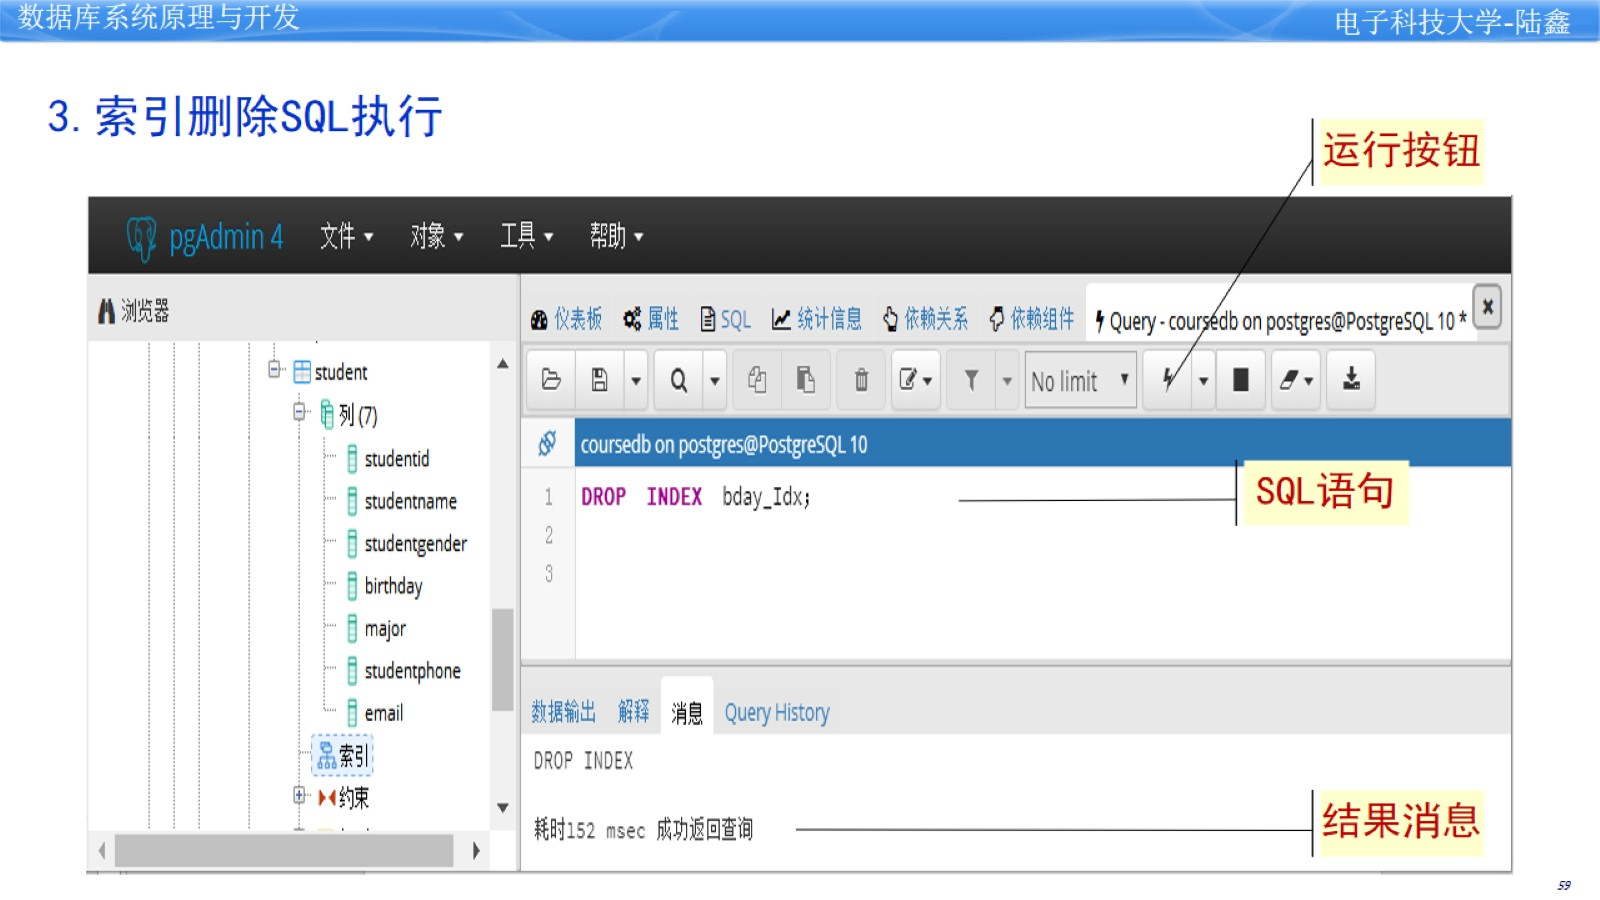 数据库系统原理与开发
电子科技大学-陆鑫
3. 索引删除SQL执行
运行按钮
pgAdmin 4 文件 对象 工具 帮助
浏览器
仪表板 属性 SQL 统计信息 依赖关系 依赖组件 Query - coursedb on postgres@PostgreSQL 10 *
No limit
coursedb on postgres@PostgreSQL 10
student
列 (7)
studentid
studentname
studentgender
birthday
major
studentphone
email
索引
约束
1 DROP INDEX bday_Idx;
2
3
SQL语句
数据输出 解释 消息 Query History
DROP INDEX
耗时152 msec 成功返回查询
结果消息
59